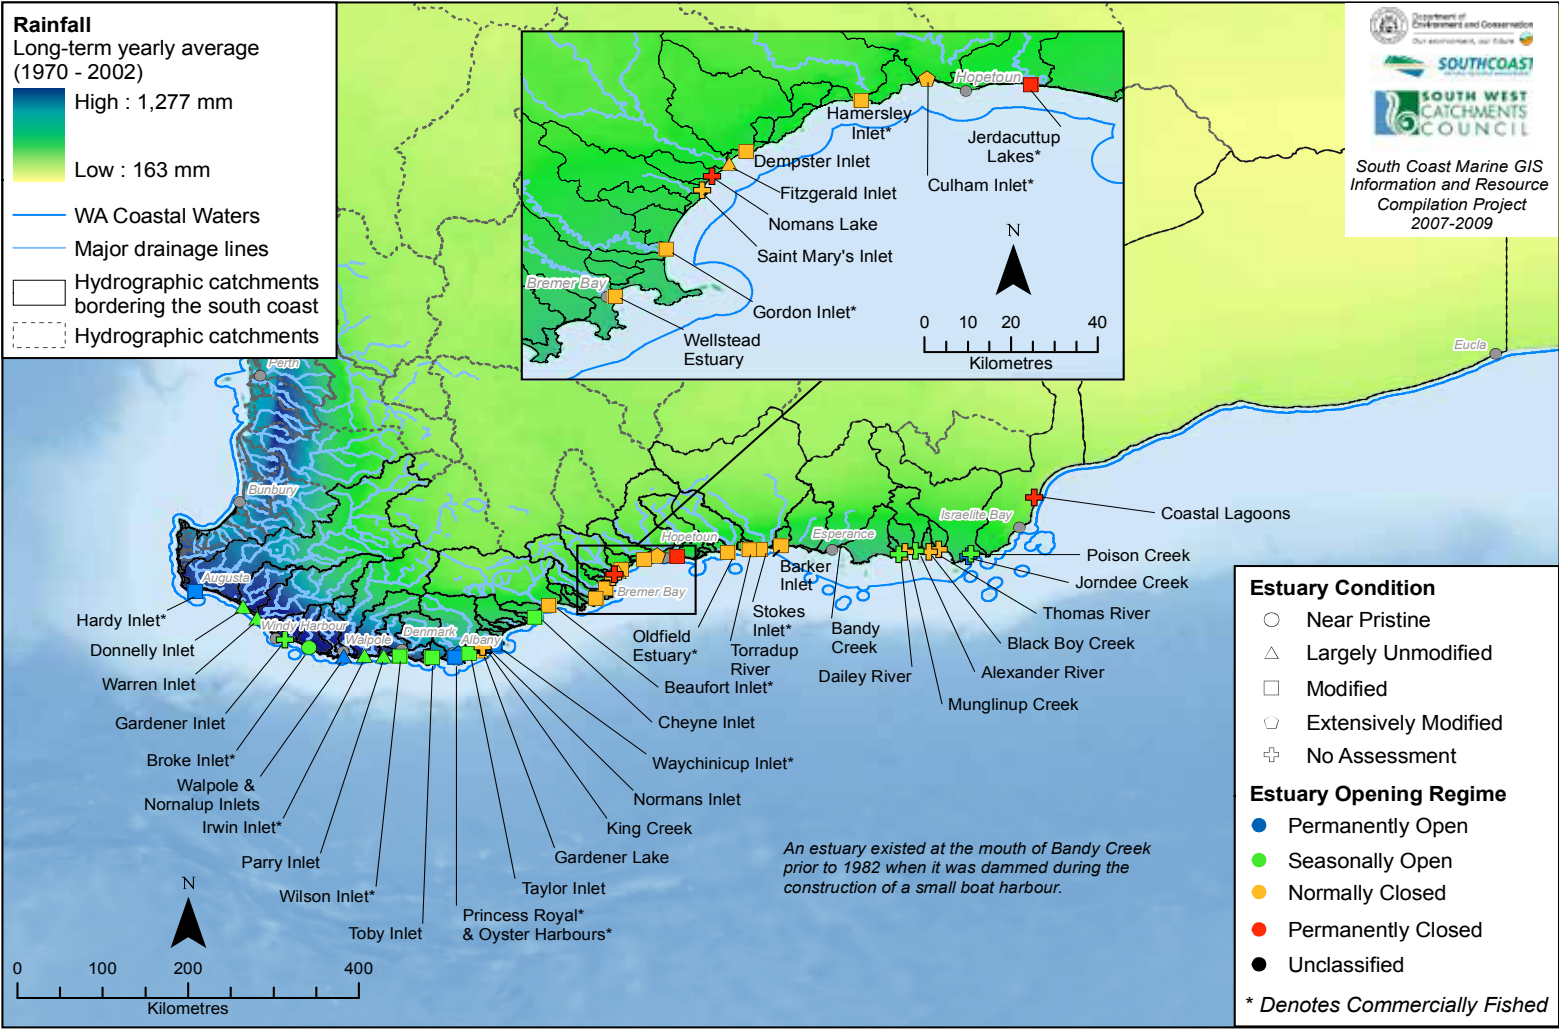 Rainfall
Long-term yearly average
(1970 - 2002)
High : 1,277 mm
Low : 163 mm
WA Coastal Waters
Major drainage lines
Hydrographic catchments
bordering the south coast
Hydrographic catchments
Hopetoun
Hamersley
Inlet*
Jerdacuttup
Lakes*
Dempster Inlet
Culham Inlet*
Fitzgerald Inlet
Nomans Lake
Saint Mary's Inlet
N
Bremer Bay
Gordon Inlet*
Wellstead
Estuary
0 10 20 40
Kilometres
Department of
Environment and Conservation
Our environment, our future
SOUTHCOAST
SOUTH WEST
CATCHMENTS
COUNCIL
South Coast Marine GIS
Information and Resource
Compilation Project
2007-2009
Eucla
Perth
Bunbury
Augusta
Windy Harbour
Walpole
Denmark
Albany
Bremer Bay
Hopetoun
Esperance
Israelite Bay
Coastal Lagoons
Poison Creek
Jorndee Creek
Thomas River
Black Boy Creek
Alexander River
Munglinup Creek
Dailey River
Bandy
Creek
Barker
Inlet
Stokes
Inlet*
Torradup
River
Oldfield
Estuary*
Beaufort Inlet*
Cheyne Inlet
Waychinicup Inlet*
Normans Inlet
King Creek
Gardener Lake
Taylor Inlet
Princess Royal*
& Oyster Harbours*
Toby Inlet
Wilson Inlet*
Parry Inlet
Irwin Inlet*
Walpole &
Nornalup Inlets
Broke Inlet*
Gardener Inlet
Warren Inlet
Donnelly Inlet
Hardy Inlet*
An estuary existed at the mouth of Bandy Creek
prior to 1982 when it was dammed during the
construction of a small boat harbour.
N
0 100 200 400
Kilometres
Estuary Condition
Near Pristine
Largely Unmodified
Modified
Extensively Modified
No Assessment
Estuary Opening Regime
Permanently Open
Seasonally Open
Normally Closed
Permanently Closed
Unclassified
* Denotes Commercially Fished